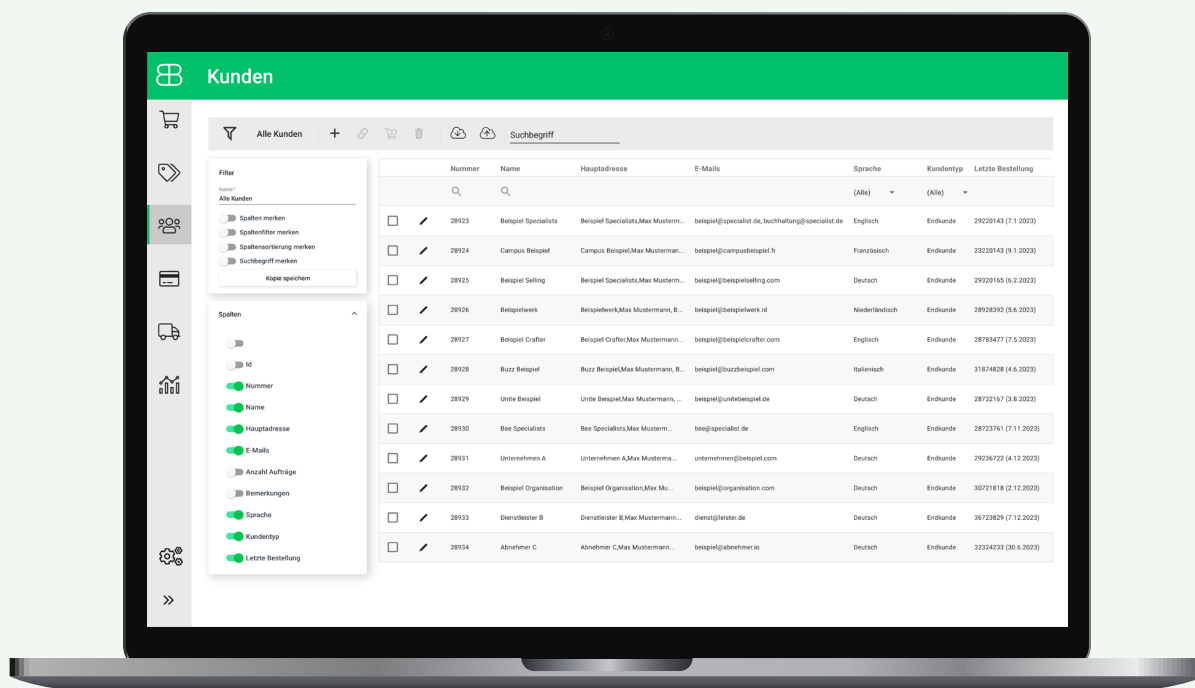 Kunden
Alle Kunden Suchbegriff
Filter
Name*
Alle Kunden
Spalten merken
Spaltenfilter merken
Spaltensortierung merken
Suchbegriff merken
Kopie speichern
Spalten
Id
Nummer
Name
Hauptadresse
E-Mails
Anzahl Aufträge
Bemerkungen
Sprache
Kundentyp
Letzte Bestellung
Nummer Name Hauptadresse E-Mails Sprache Kundentyp Letzte Bestellung
(Alle) (Alle)
28923 Beispiel Specialists Beispiel Specialists,Max Musterm... beispiel@specialist.de, buchhaltung@specialist.de Englisch Endkunde 29220143 (7.1.2023)
28924 Campus Beispiel Campus Beispiel,Max Musterman... beispiel@campusbeispiel.fr Französisch Endkunde 23220143 (9.1.2023)
28925 Beispiel Selling Beispiel Specialists,Max Musterm... beispiel@beispielselling.com Deutsch Endkunde 29320165 (6.2.2023)
28926 Beispielwerk Beispielwerk,Max Mustermann, B... beispiel@beispielwerk.nl Niederländisch Endkunde 28928392 (5.6.2023)
28927 Beispiel Crafter Beispiel Crafter,Max Mustermann... beispiel@beispielcrafter.com Englisch Endkunde 28783477 (7.5.2023)
28928 Buzz Beispiel Buzz Beispiel,Max Mustermann, B... beispiel@buzzbeispiel.com Italienisch Endkunde 31874828 (4.6.2023)
28929 Unite Beispiel Unite Beispiel,Max Mustermann, ... beispiel@unitebeispiel.de Deutsch Endkunde 28732167 (3.8.2023)
28930 Bee Specialists Bee Specialists,Max Musterm... bee@specialist.de Englisch Endkunde 28723761 (7.11.2023)
28931 Unternehmen A Unternehmen A,Max Musterma... unternehmen@beispiel.com Deutsch Endkunde 29236722 (4.12.2023)
28932 Beispiel Organisation Beispiel Organisation,Max Mu... beispiel@organisation.com Deutsch Endkunde 30721818 (2.12.2023)
28933 Dienstleister B Dienstleister B,Max Mustermann... dienst@leister.de Deutsch Endkunde 36723829 (7.12.2023)
28934 Abnehmer C Abnehmer C,Max Mustermann... beispiel@abnehmer.io Deutsch Endkunde 32324233 (30.6.2023)